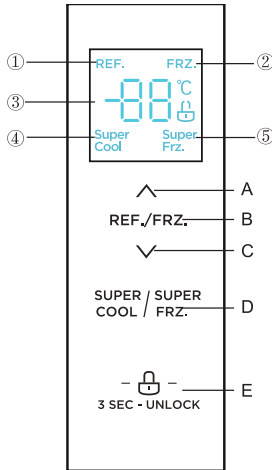 ① REF. FRZ. ②
③ -88 °C
④ Super Super ⑤
Cool Frz.
A
REF./FRZ. B
C
SUPER / SUPER
COOL FRZ. D
E
3 SEC - UNLOCK